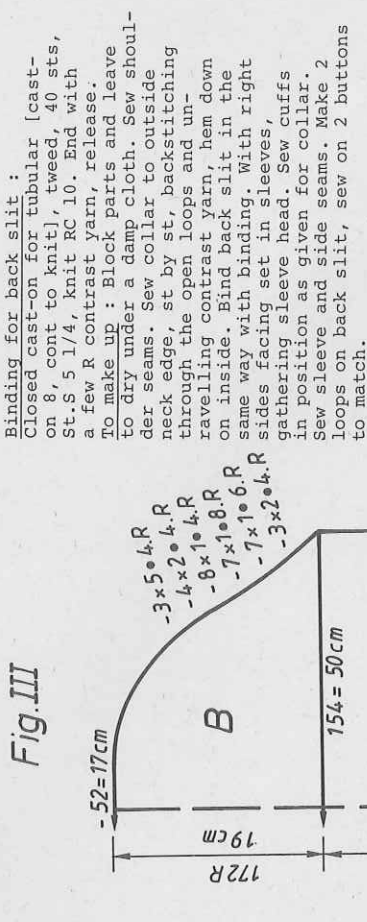 Binding for back slit :
Closed cast-on for tubular [cast-
on 8, cont to knit], tweed, 40 sts,
St.S 5 1/4, knit RC 10. End with
a few R contrast yarn, release.
To make up : Block parts and leave
to dry under a damp cloth. Sew shoul-
der seams. Sew collar to outside
neck edge, st by st, backstitching
through the open loops and un-
ravelling contrast yarn, hem down
on inside. Bind back slit in the
same way with binding. With right
sides facing set in sleeves,
gathering sleeve head. Sew cuffs
in position as given for collar.
Sew sleeve and side seams. Make 2
loops on back slit, sew on 2 buttons
to match.
Fig.III
-52=17cm
-3×5•4.R
-4×2•4.R
-8×1•4.R
-7×1•8.R
-7×1•6.R
-3×2•4.R
B
172R
19cm
154=50cm